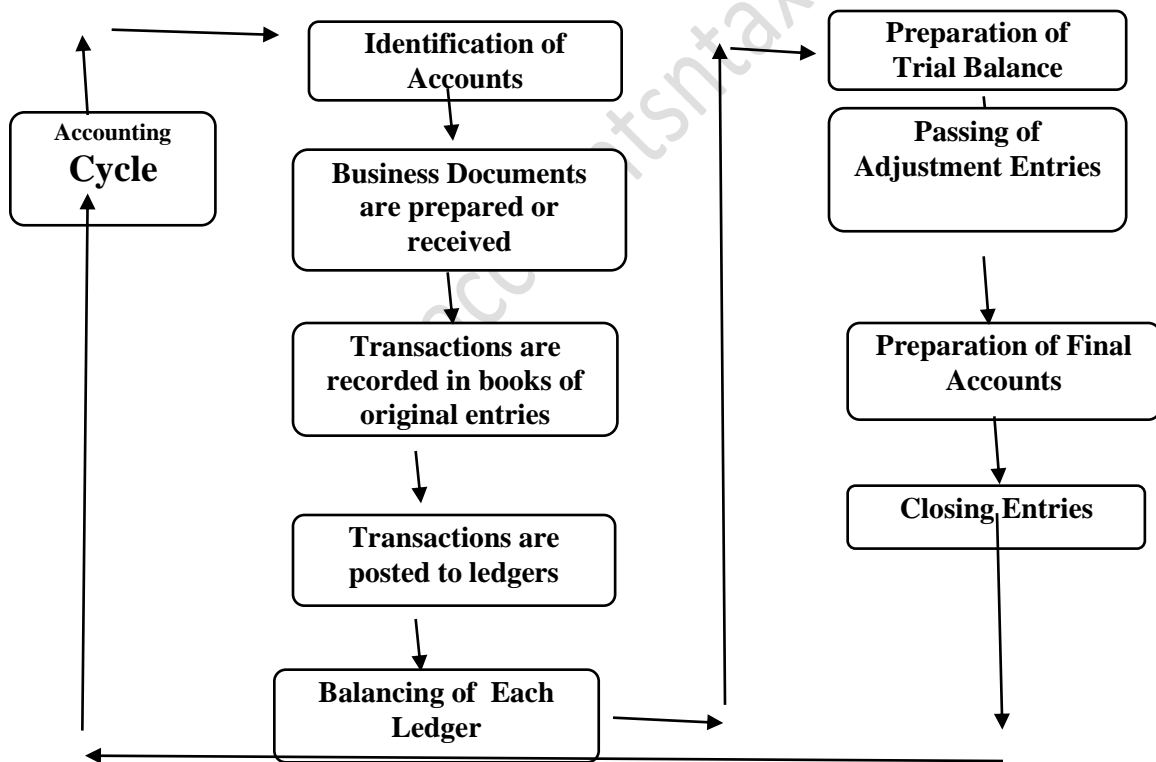 Accounting
Cycle
Identification of
Accounts
Business Documents
are prepared or
received
Transactions are
recorded in books of
original entries
Transactions are
posted to ledgers
Balancing of Each
Ledger
Preparation of
Trial Balance
Passing of
Adjustment Entries
Preparation of Final
Accounts
Closing Entries